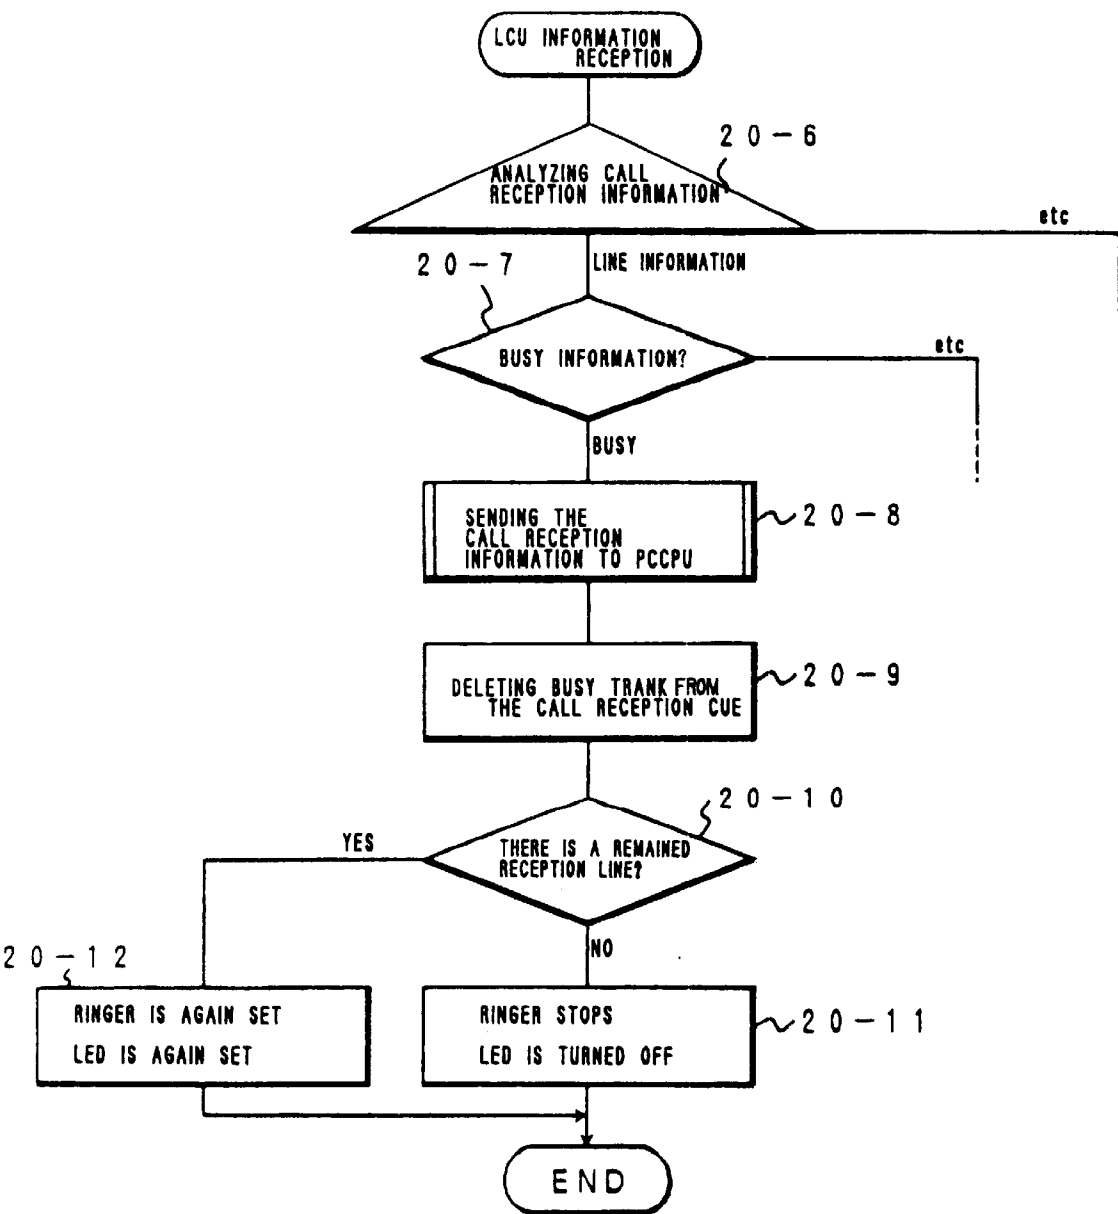 LCU INFORMATION
RECEPTION
20-6
ANALYZING CALL
RECEPTION INFORMATION
etc
20-7
LINE INFORMATION
BUSY INFORMATION?
etc
BUSY
SENDING THE
CALL RECEPTION
INFORMATION TO PCCPU
20-8
DELETING BUSY TRANK FROM
THE CALL RECEPTION CUE
20-9
20-10
YES
THERE IS A REMAINED
RECEPTION LINE?
NO
20-12
RINGER IS AGAIN SET
LED IS AGAIN SET
RINGER STOPS
LED IS TURNED OFF
20-11
END